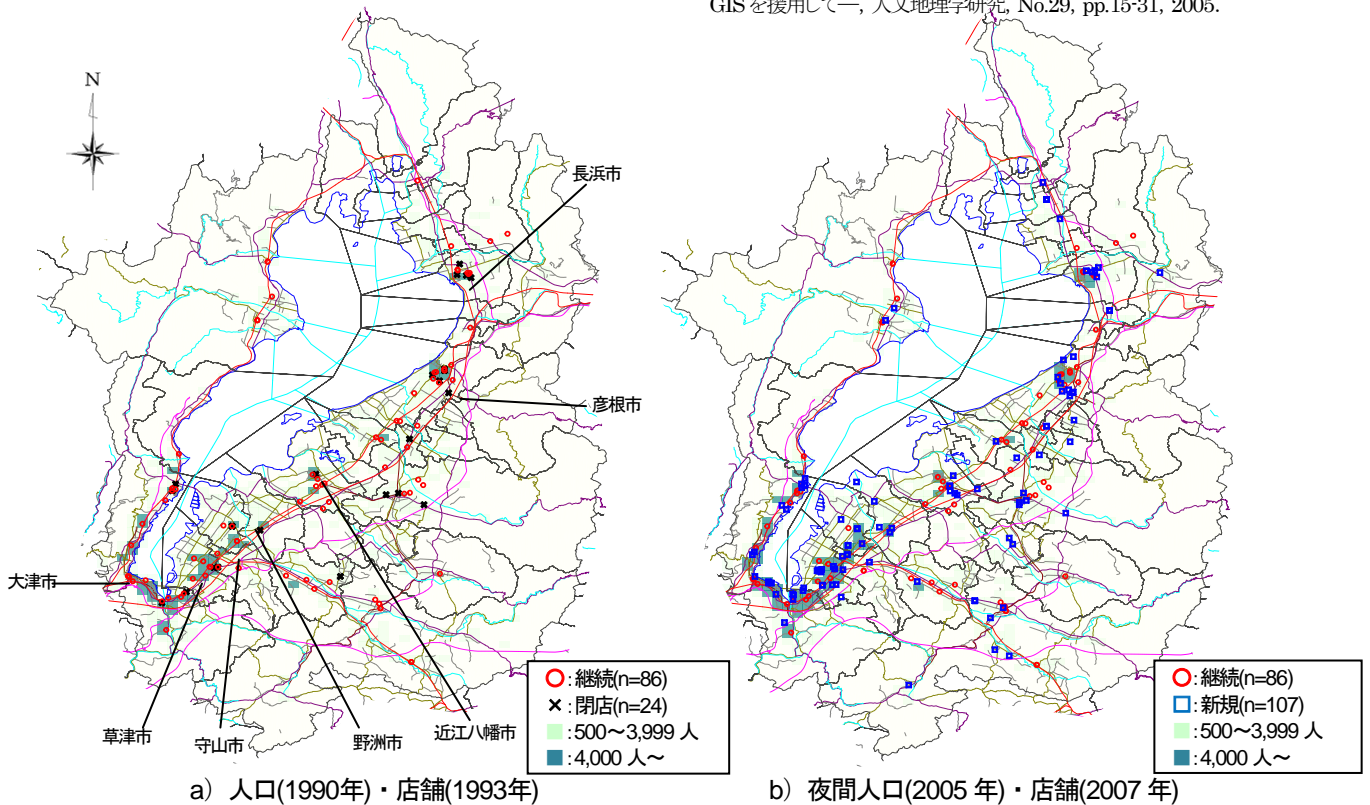 GISを援用して―, 人文地理学研究, No.29, pp.15-31, 2005.
N
長浜市
彦根市
大津市
草津市
守山市
野洲市
近江八幡市
○:継続(n=86)
×:閉店(n=24)
■:500～3,999 人
■:4,000 人～
a) 人口(1990年)・店舗(1993年)
○:継続(n=86)
□:新規(n=107)
■:500～3,999 人
■:4,000 人～
b) 夜間人口(2005 年)・店舗(2007 年)